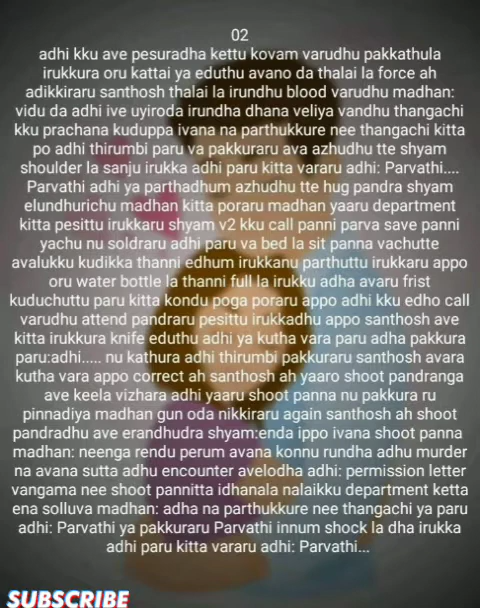 02
adhi kku ave pesuradha kettu kovam varudhu pakkathula
irukkura oru kattai ya eduthu avano da thalai la force ah
adikkiraru santhosh thalai la irundhu blood varudhu madhan:
vidu da adhi ive uyiroda irundha dhana veliya vandhu thangachi
kku prachana kuduppa ivana na parthukkure nee thangachi kitta
po adhi thirumbi paru va pakkuraru ava azhudhu tte shyam
shoulder la sanju irukka adhi paru kitta vararu adhi: Parvathi....
Parvathi adhi ya parthadhum azhudhu tte hug pandra shyam
elundhurichu madhan kitta poraru madhan yaaru department
kitta pesittu irukkaru shyam v2 kku call panni parva save panni
yachu nu soldraru adhi paru va bed la sit panna vachutte
avalukku kudikka thanni edhum irukkanu parthuttu irukkaru appo
oru water bottle la thanni full la irukku adha avaru frist
kuduchuttu paru kitta kondu poga poraru appo adhi kku edho call
varudhu attend pandraru pesittu irukkadhu appo santhosh ave
kitta irukkura knife eduthu adhi ya kutha vara paru adha pakkura
paru:adhi..... nu kathura adhi thirumbi pakkuraru santhosh avara
kutha vara appo correct ah santhosh ah yaaro shoot pandranga
ave keela vizhara adhi yaaru shoot panna nu pakkura ru
pinnadiya madhan gun oda nikkiraru again santhosh ah shoot
pandradhu ave erandhudra shyam:enda ippo ivana shoot panna
madhan: neenga rendu perum avana konnu rundha adhu murder
na avana sutta adhu encounter avelodha adhi: permission letter
vangama nee shoot pannitta idhanala nalaikku department ketta
ena solluva madhan: adha na parthukkure nee thangachi ya paru
adhi: Parvathi ya pakkuraru Parvathi innum shock la dha irukka
adhi paru kitta vararu adhi: Parvathi...
SUBSCRIBE